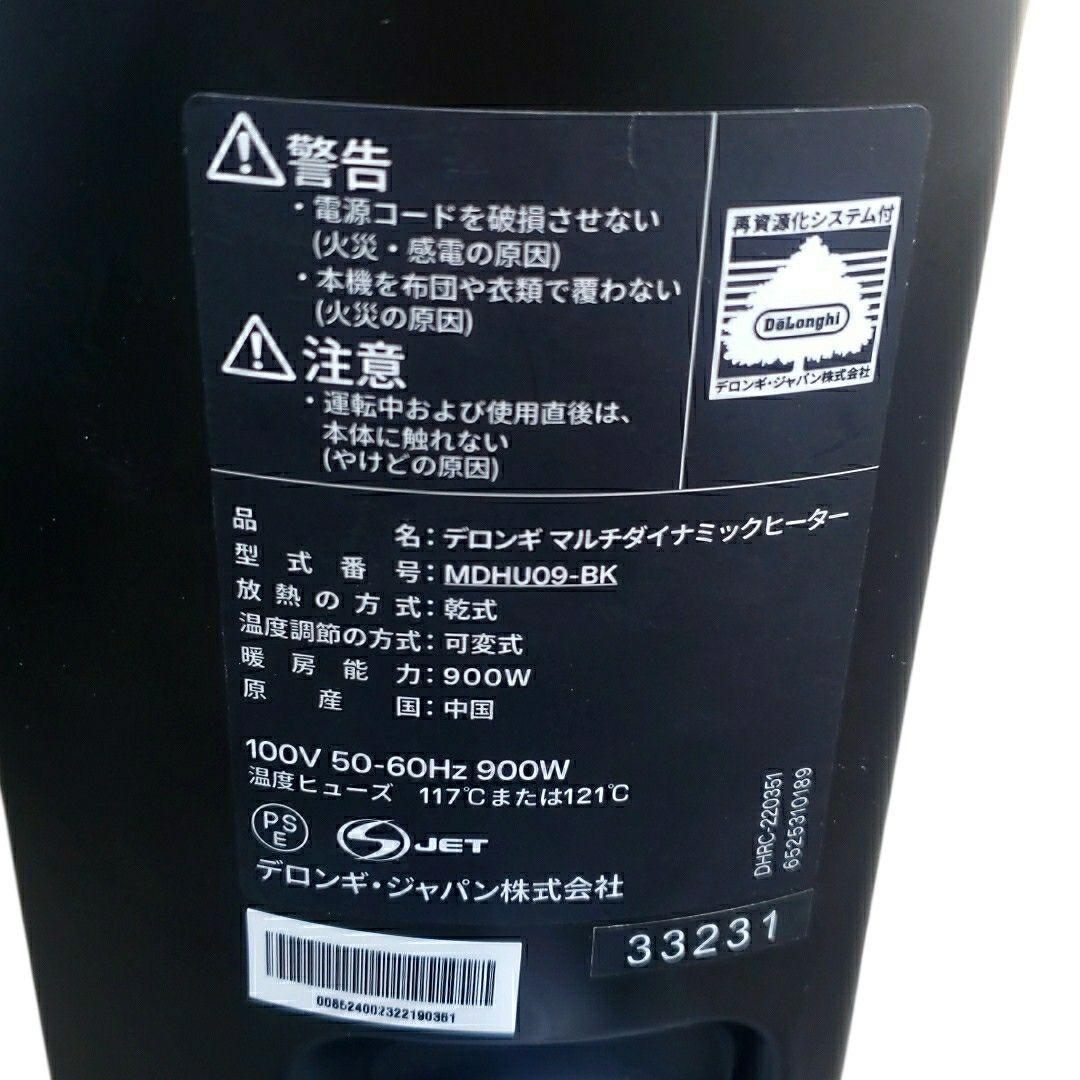 警告
・電源コードを破損させない
(火災・感電の原因)
・本機を布団や衣類で覆わない
(火災の原因)
注意
・運転中および使用直後は、
本体に触れない
(やけどの原因)
再資源化システム付
DeLonghi
デロンギ・ジャパン株式会社
品名：デロンギ マルチダイナミックヒーター
型式番号：MDHU09-BK
放熱の方式：乾式
温度調節の方式：可変式
暖房能力：900W
原産国：中国
100V 50-60Hz 900W
温度ヒューズ 117℃または121℃
PSE
JET
デロンギ・ジャパン株式会社
DHRC-220351
6525310189
33231
008524002322190351